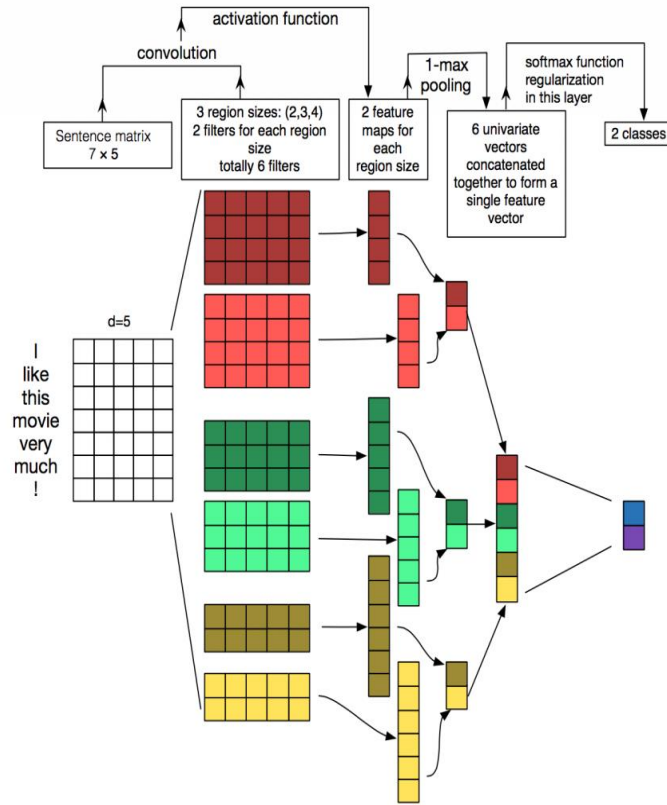 activation function
convolution
1-max
pooling
softmax function
regularization
in this layer
Sentence matrix
7 × 5
3 region sizes: (2,3,4)
2 filters for each region
size
totally 6 filters
2 feature
maps for
each
region size
6 univariate
vectors
concatenated
together to form a
single feature
vector
2 classes
d=5
I
like
this
movie
very
much
!